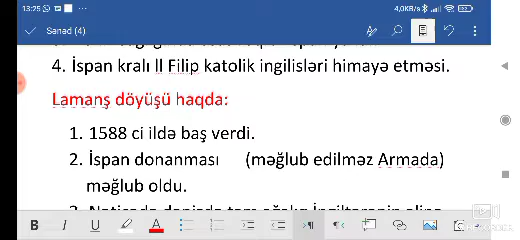 13:25
4,0KB/s
Sənəd (4)
4. İspan kralı ll Filip katolik ingilisləri himayə etməsi.
Lamanş döyüşü haqda:
1. 1588 ci ildə baş verdi.
2. İspan donanması (məğlub edilməz Armada)
məğlub oldu.
B I U A